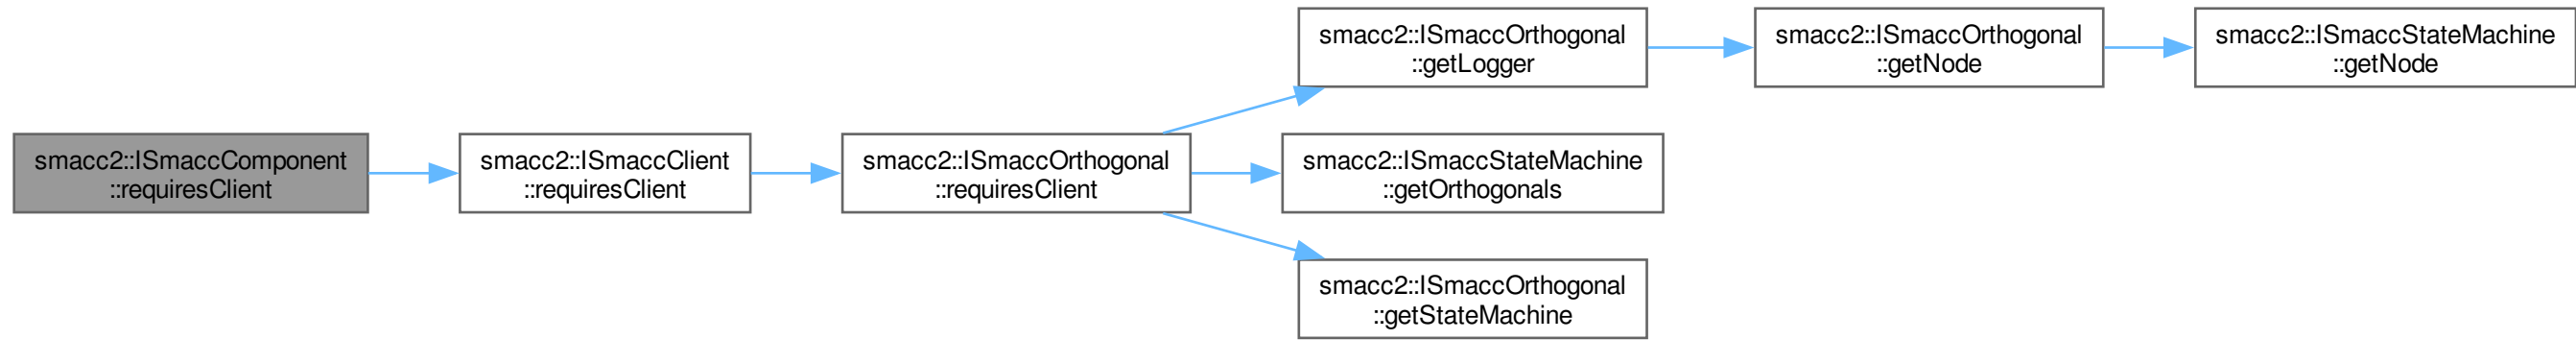 smacc2::ISmaccComponent
::requiresClient
smacc2::ISmaccClient
::requiresClient
smacc2::ISmaccOrthogonal
::requiresClient
smacc2::ISmaccOrthogonal
::getLogger
smacc2::ISmaccOrthogonal
::getNode
smacc2::ISmaccStateMachine
::getNode
smacc2::ISmaccStateMachine
::getOrthogonals
smacc2::ISmaccOrthogonal
::getStateMachine